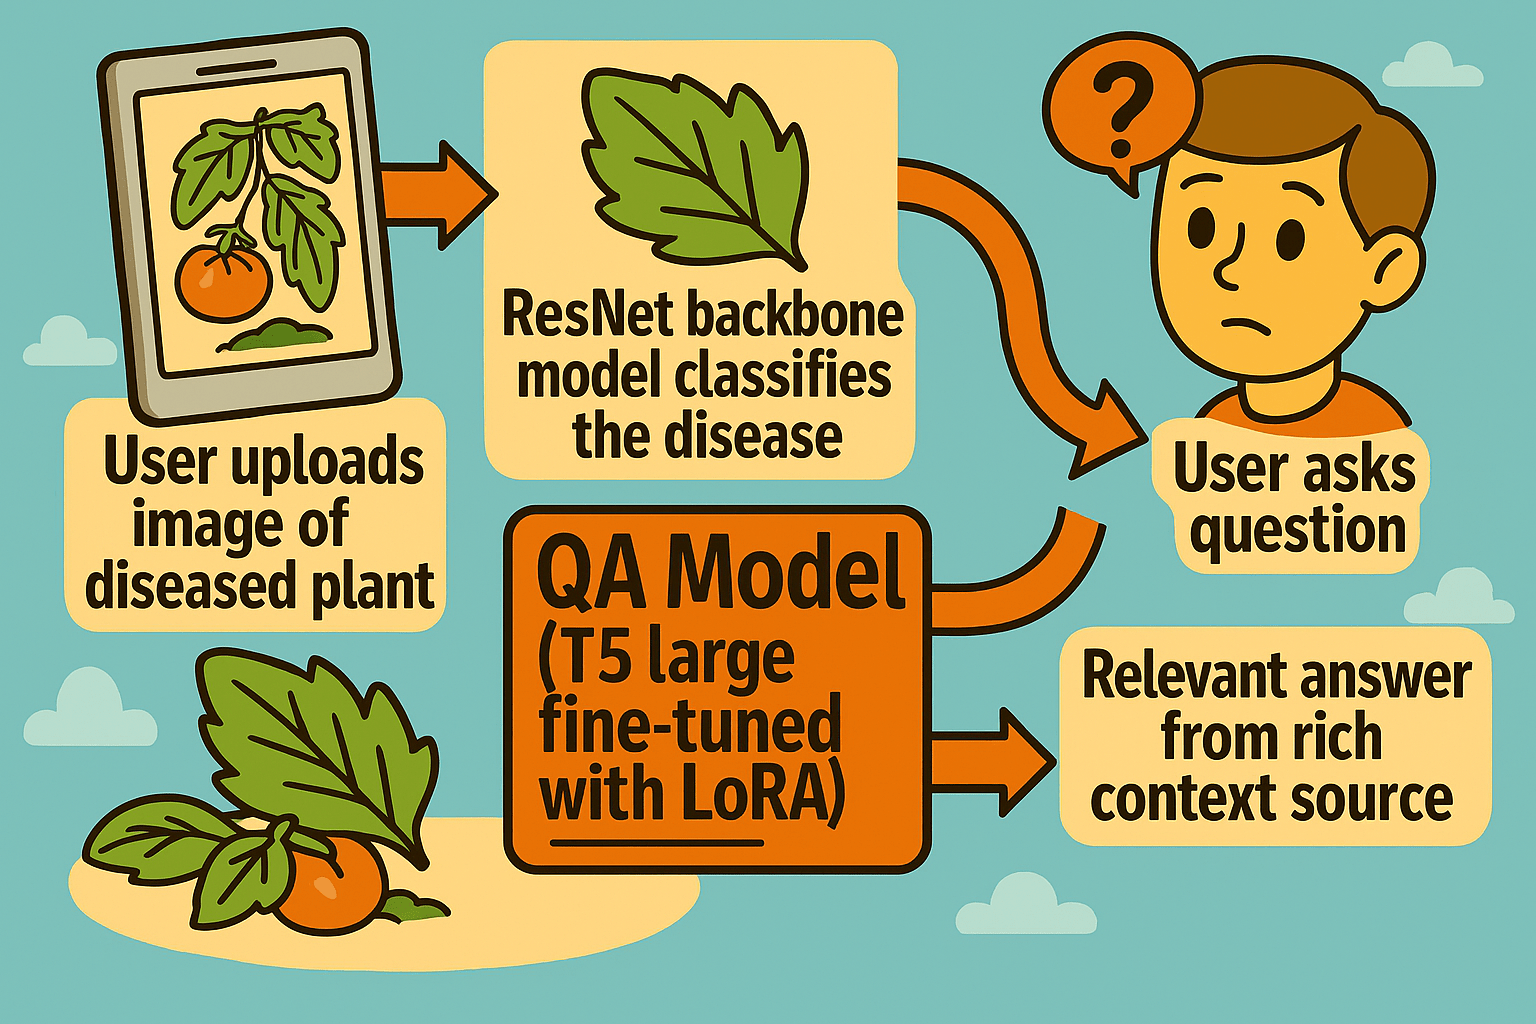 User uploads
image of
diseased plant
ResNet backbone
model classifies
the disease
?
User asks
question
QA Model
(T5 large
fine-tuned
with LoRA)
Relevant answer
from rich
context source